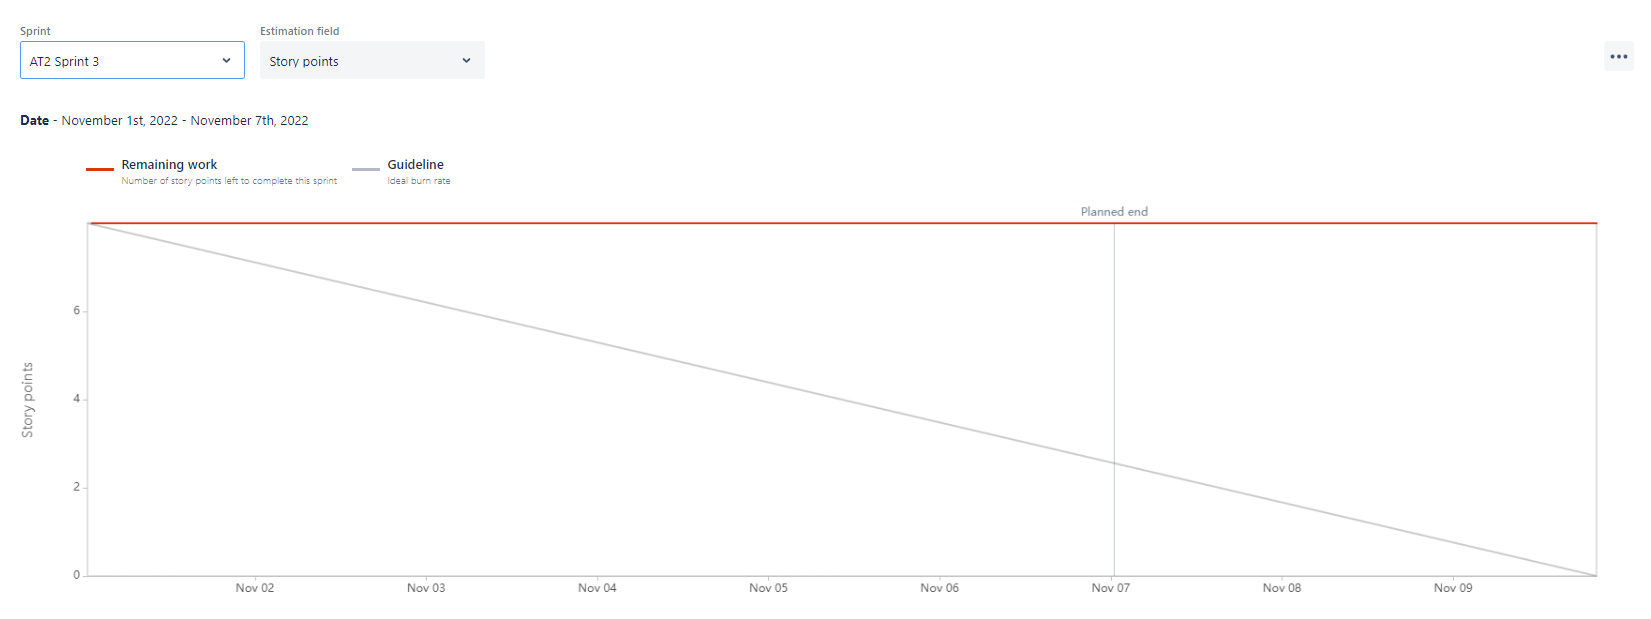 Sprint
Estimation field
AT2 Sprint 3
Story points
Date - November 1st, 2022 - November 7th, 2022
Remaining work
Number of story points left to complete this sprint
Guideline
Ideal burn rate
Planned end
Story points
6
4
2
0
Nov 02
Nov 03
Nov 04
Nov 05
Nov 06
Nov 07
Nov 08
Nov 09